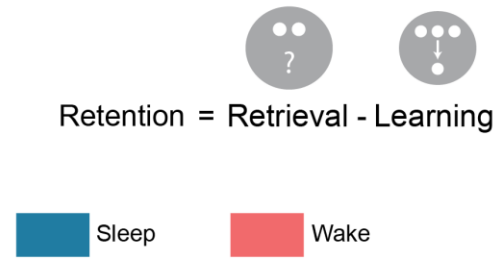 ?
Retention = Retrieval - Learning
Sleep Wake